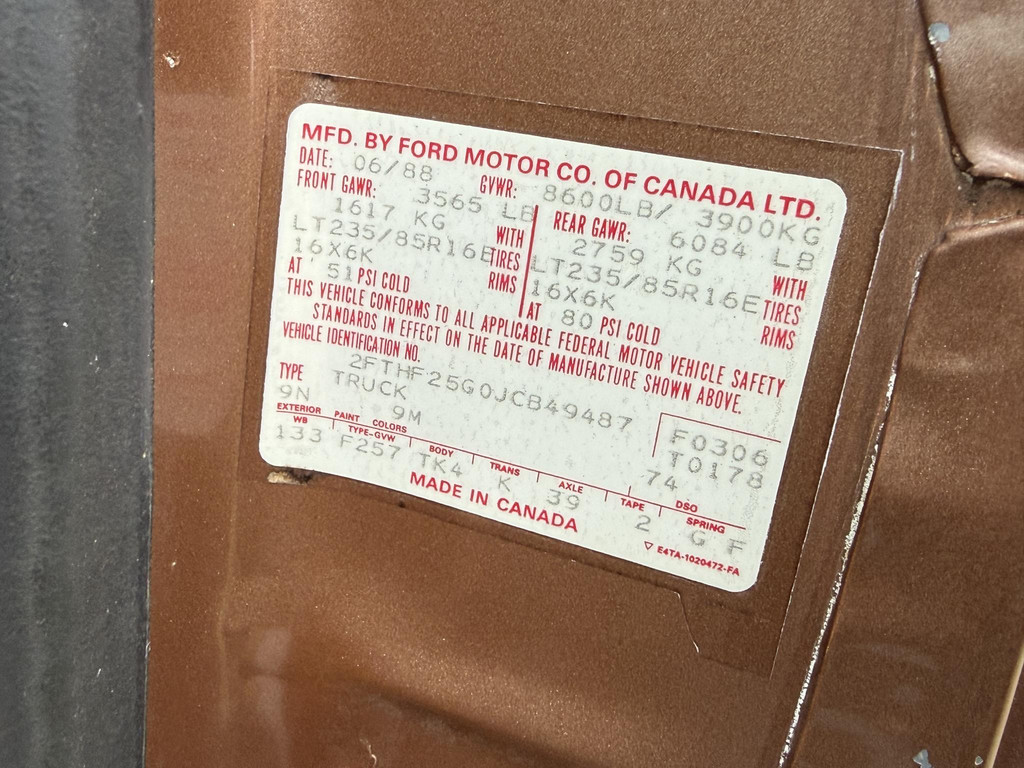 MFD. BY FORD MOTOR CO. OF CANADA LTD.
DATE: 06/88 GVWR: 8600LB/ 3900KG
FRONT GAWR: 3565 LB REAR GAWR: 6084 LB
1617 KG WITH 2759 KG WITH
LT235/85R16E TIRES LT235/85R16E TIRES
16X6K RIMS 16X6K RIMS
AT 51 PSI COLD AT 80 PSI COLD
THIS VEHICLE CONFORMS TO ALL APPLICABLE FEDERAL MOTOR VEHICLE SAFETY
STANDARDS IN EFFECT ON THE DATE OF MANUFACTURE SHOWN ABOVE.
VEHICLE IDENTIFICATION NO. 2FTHF25G0JCB49487
TYPE TRUCK F0306
9N 9M T0178
EXTERIOR PAINT COLORS 74 DSO
WB TYPE-GVW BODY TRANS AXLE TAPE SPRING
133 F257 TK4 K 39 2 G F
MADE IN CANADA
▽ E4TA-1020472-FA